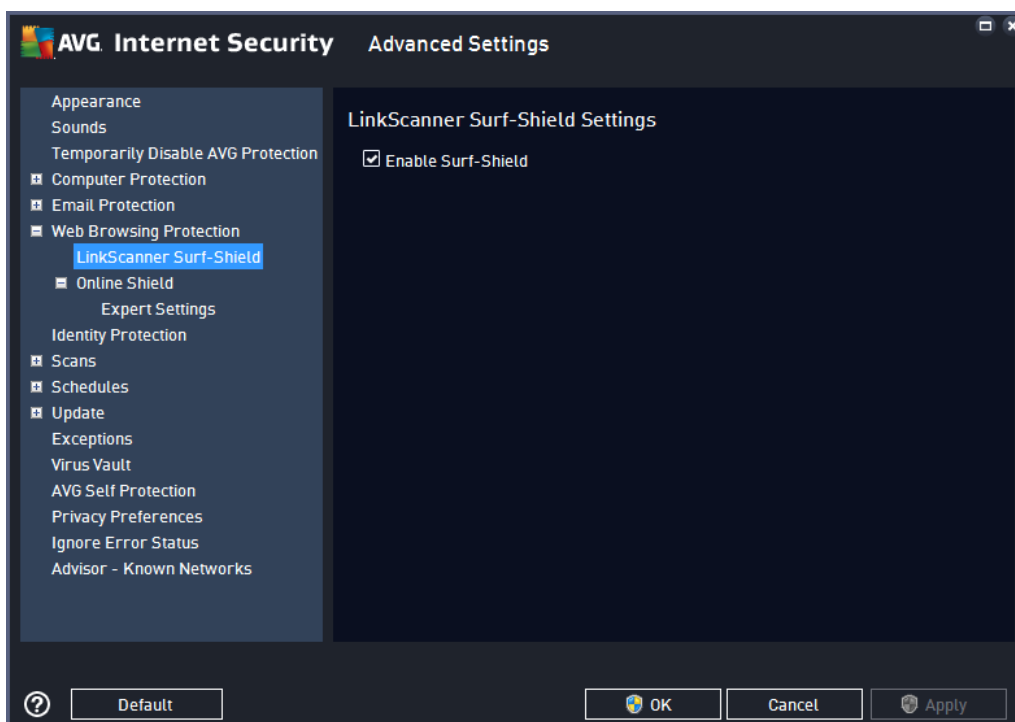 AVG. Internet Security Advanced Settings
Appearance
Sounds
Temporarily Disable AVG Protection
Computer Protection
Email Protection
Web Browsing Protection
LinkScanner Surf-Shield
Online Shield
Expert Settings
Identity Protection
Scans
Schedules
Update
Exceptions
Virus Vault
AVG Self Protection
Privacy Preferences
Ignore Error Status
Advisor - Known Networks
LinkScanner Surf-Shield Settings
Enable Surf-Shield
? Default OK Cancel Apply